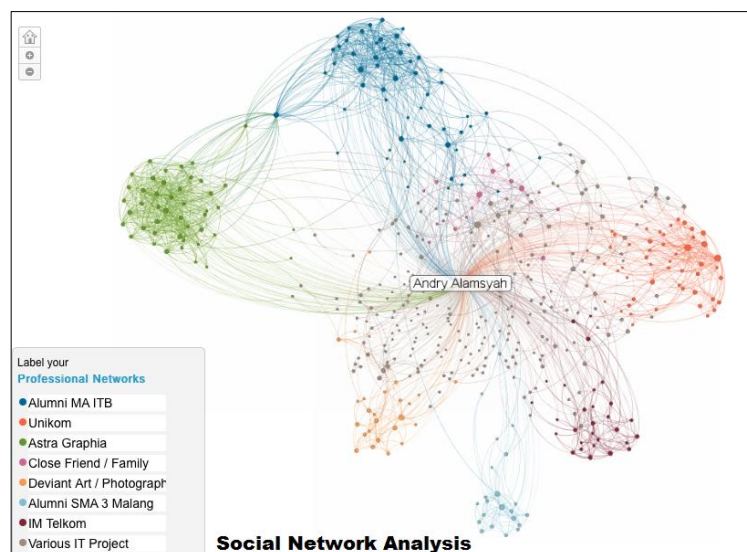 Andry Alamsyah
Label your
Professional Networks
Alumni MA ITB
Unikom
Astra Graphia
Close Friend / Family
Deviant Art / Photograph
Alumni SMA 3 Malang
IM Telkom
Various IT Project
Social Network Analysis